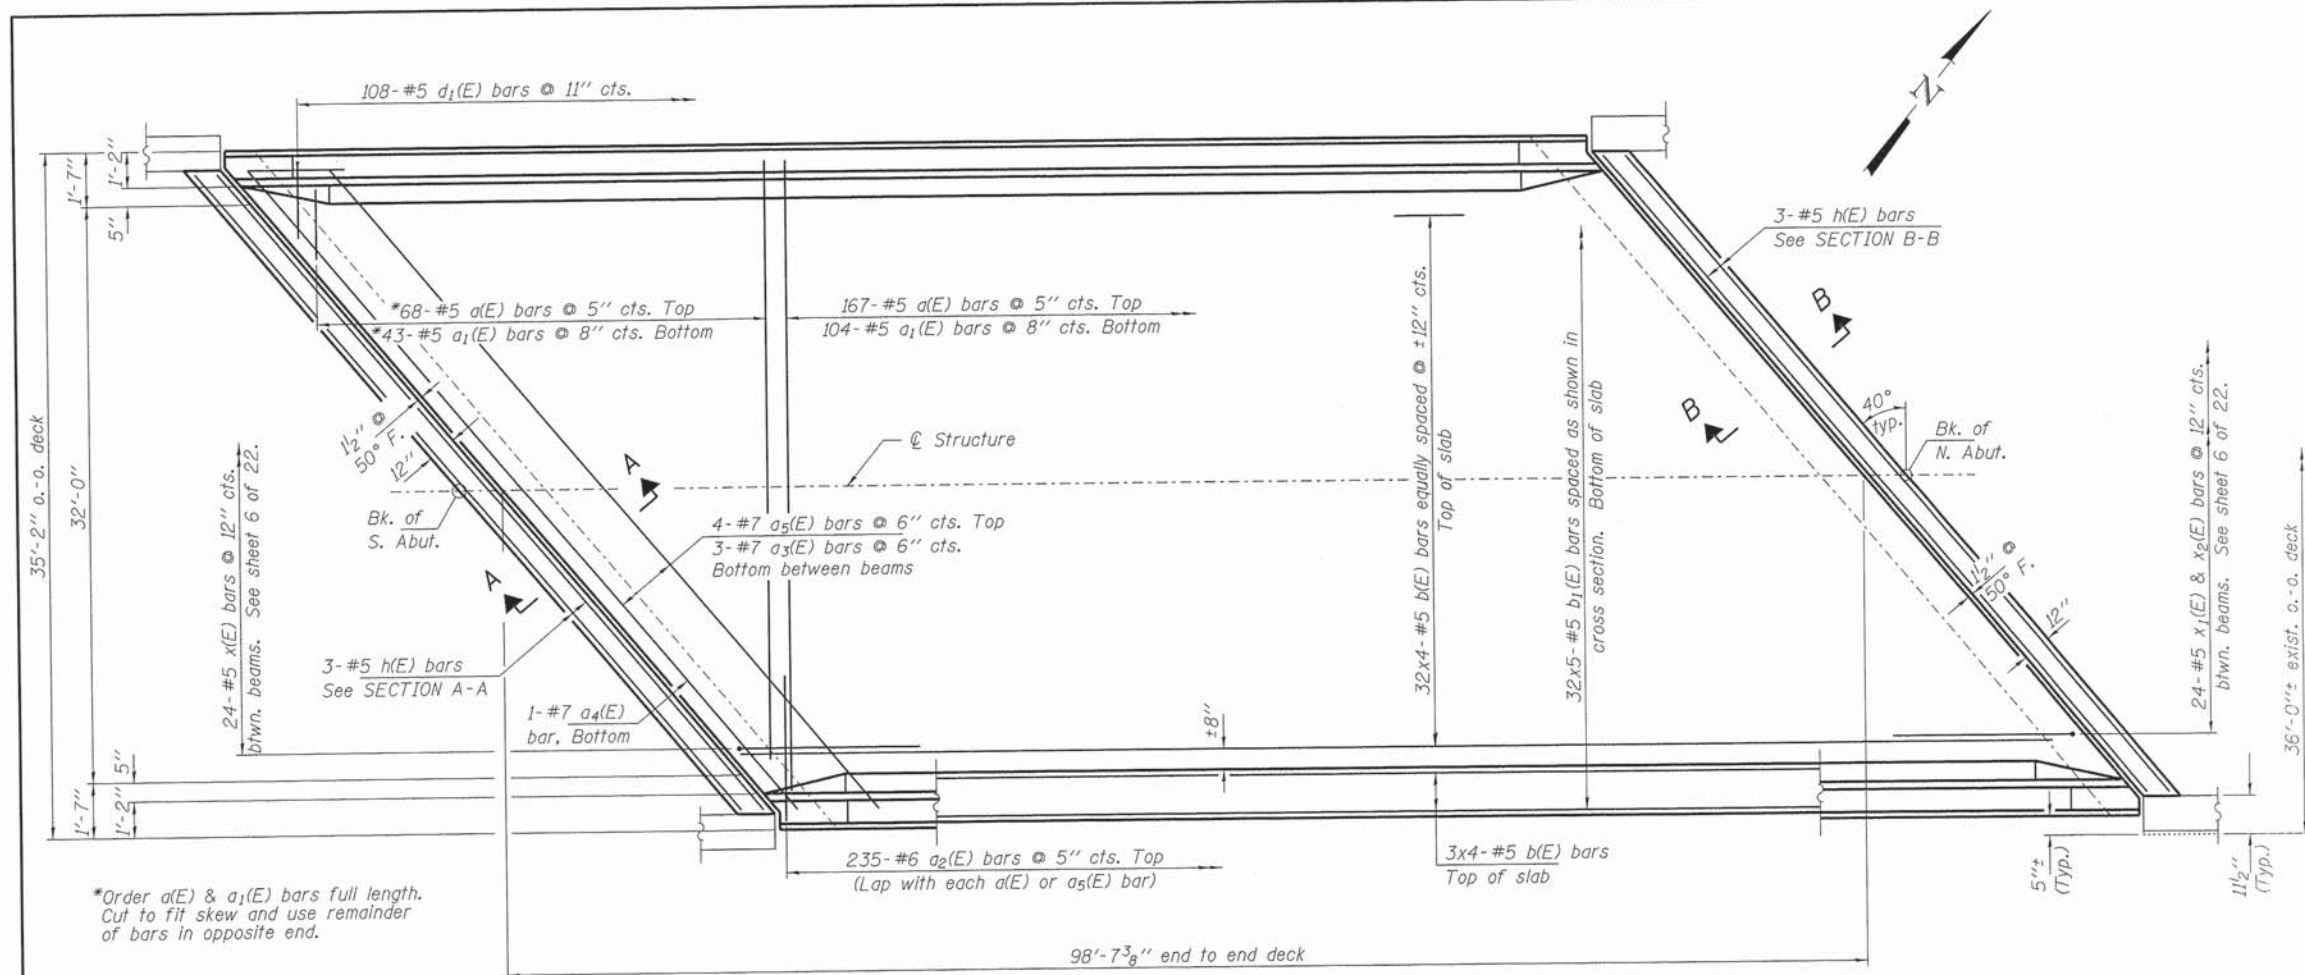 108-#5 d₁(E) bars @ 11" cts.
N
1'-7"
1'-2"
5"
35'-2" o.-o. deck
32'-0"
*68-#5 a(E) bars @ 5" cts. Top
*43-#5 a₁(E) bars @ 8" cts. Bottom
167-#5 a(E) bars @ 5" cts. Top
104-#5 a₁(E) bars @ 8" cts. Bottom
3-#5 h(E) bars
See SECTION B-B
B
B
40°
typ.
Bk. of
N. Abut.
1½" @
50° F.
12"
℄ Structure
A
A
Bk. of
S. Abut.
4-#7 a₅(E) bars @ 6" cts. Top
3-#7 a₃(E) bars @ 6" cts.
Bottom between beams
24-#5 x(E) bars @ 12" cts.
btwn. beams. See sheet 6 of 22.
3-#5 h(E) bars
See SECTION A-A
1-#7 a₄(E)
bar, Bottom
32x4-#5 b(E) bars equally spaced @ ±12" cts.
Top of slab
32x5-#5 b₁(E) bars spaced as shown in
cross section. Bottom of slab
1½" @
50° F.
12"
24-#5 x₁(E) & x₂(E) bars @ 12" cts.
btwn. beams. See sheet 6 of 22.
36'-0"± exist. o.-o. deck
±8"
5"
1'-7"
1'-2"
235-#6 a₂(E) bars @ 5" cts. Top
(Lap with each a(E) or a₅(E) bar)
3x4-#5 b(E) bars
Top of slab
5"±
(Typ.)
11½"
(Typ.)
*Order a(E) & a₁(E) bars full length.
Cut to fit skew and use remainder
of bars in opposite end.
98'-7⅜" end to end deck